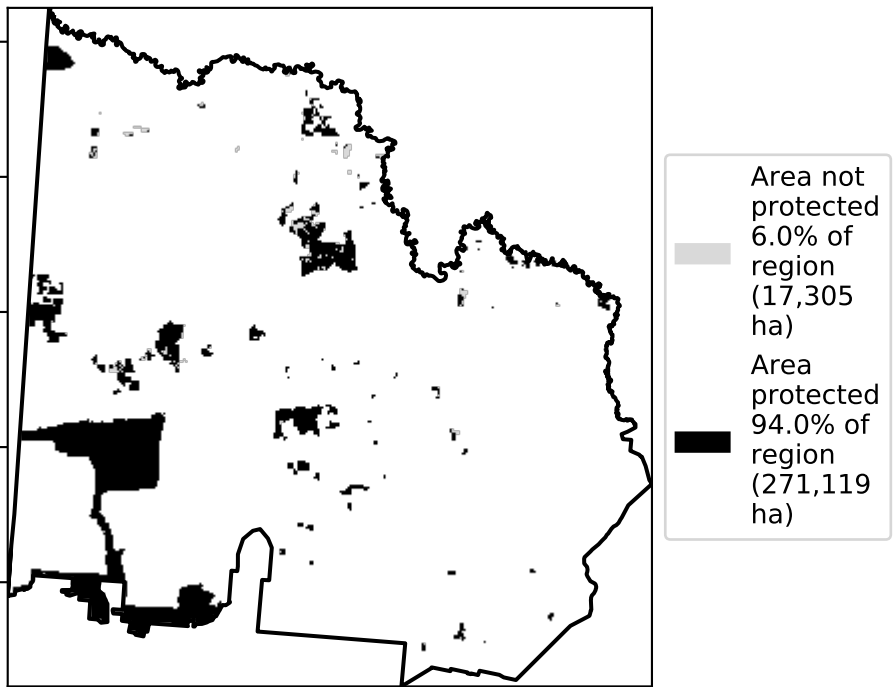 Area not
protected
6.0% of
region
(17,305
ha)
Area
protected
94.0% of
region
(271,119
ha)